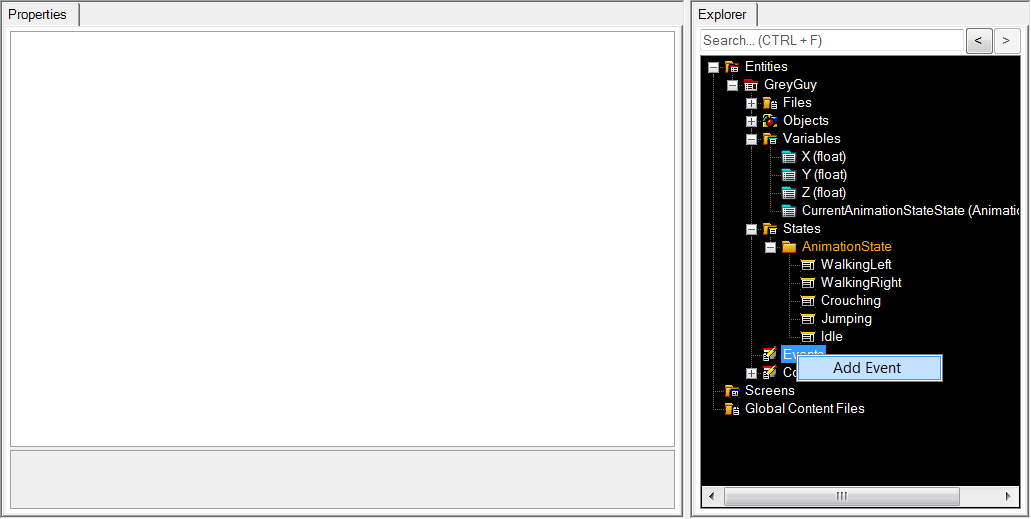 Properties
Explorer
Search... (CTRL + F)
<
>
Entities
GreyGuy
Files
Objects
Variables
X (float)
Y (float)
Z (float)
CurrentAnimationStateState (Animatio
States
AnimationState
WalkingLeft
WalkingRight
Crouching
Jumping
Idle
Events
Add Event
Screens
Global Content Files